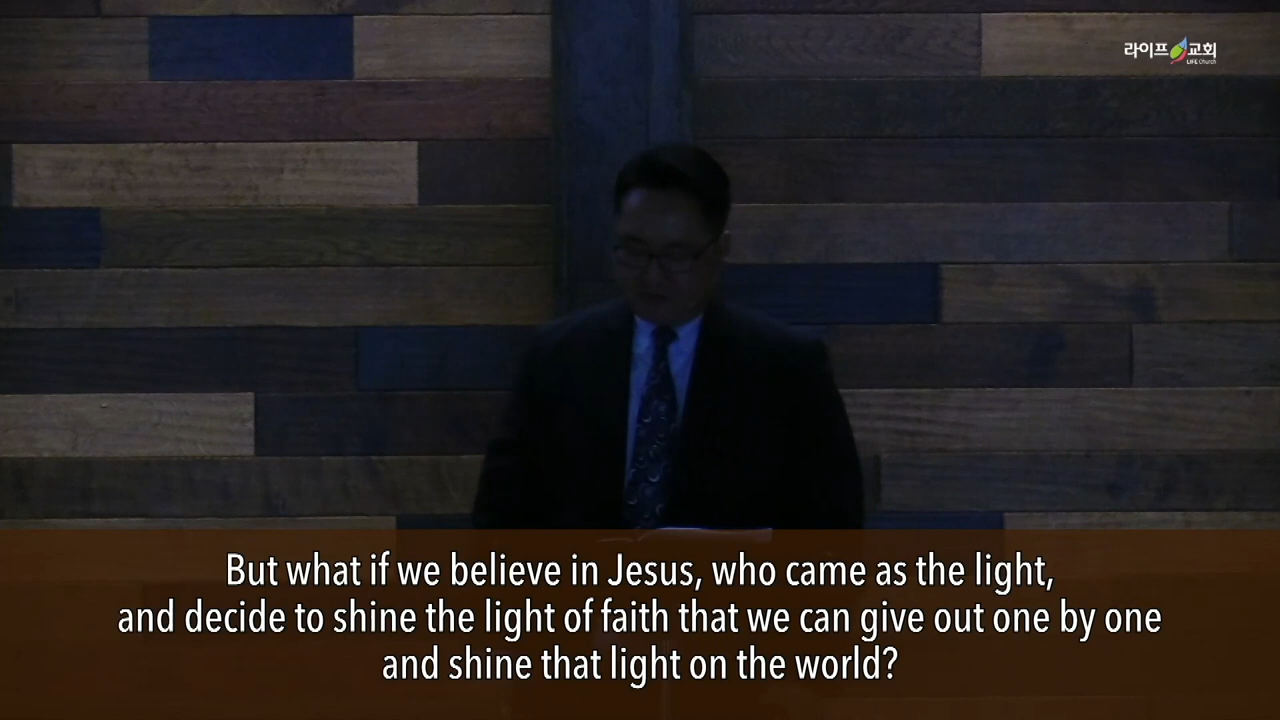 라이프교회
LIFE Church
But what if we believe in Jesus, who came as the light,
and decide to shine the light of faith that we can give out one by one
and shine that light on the world?